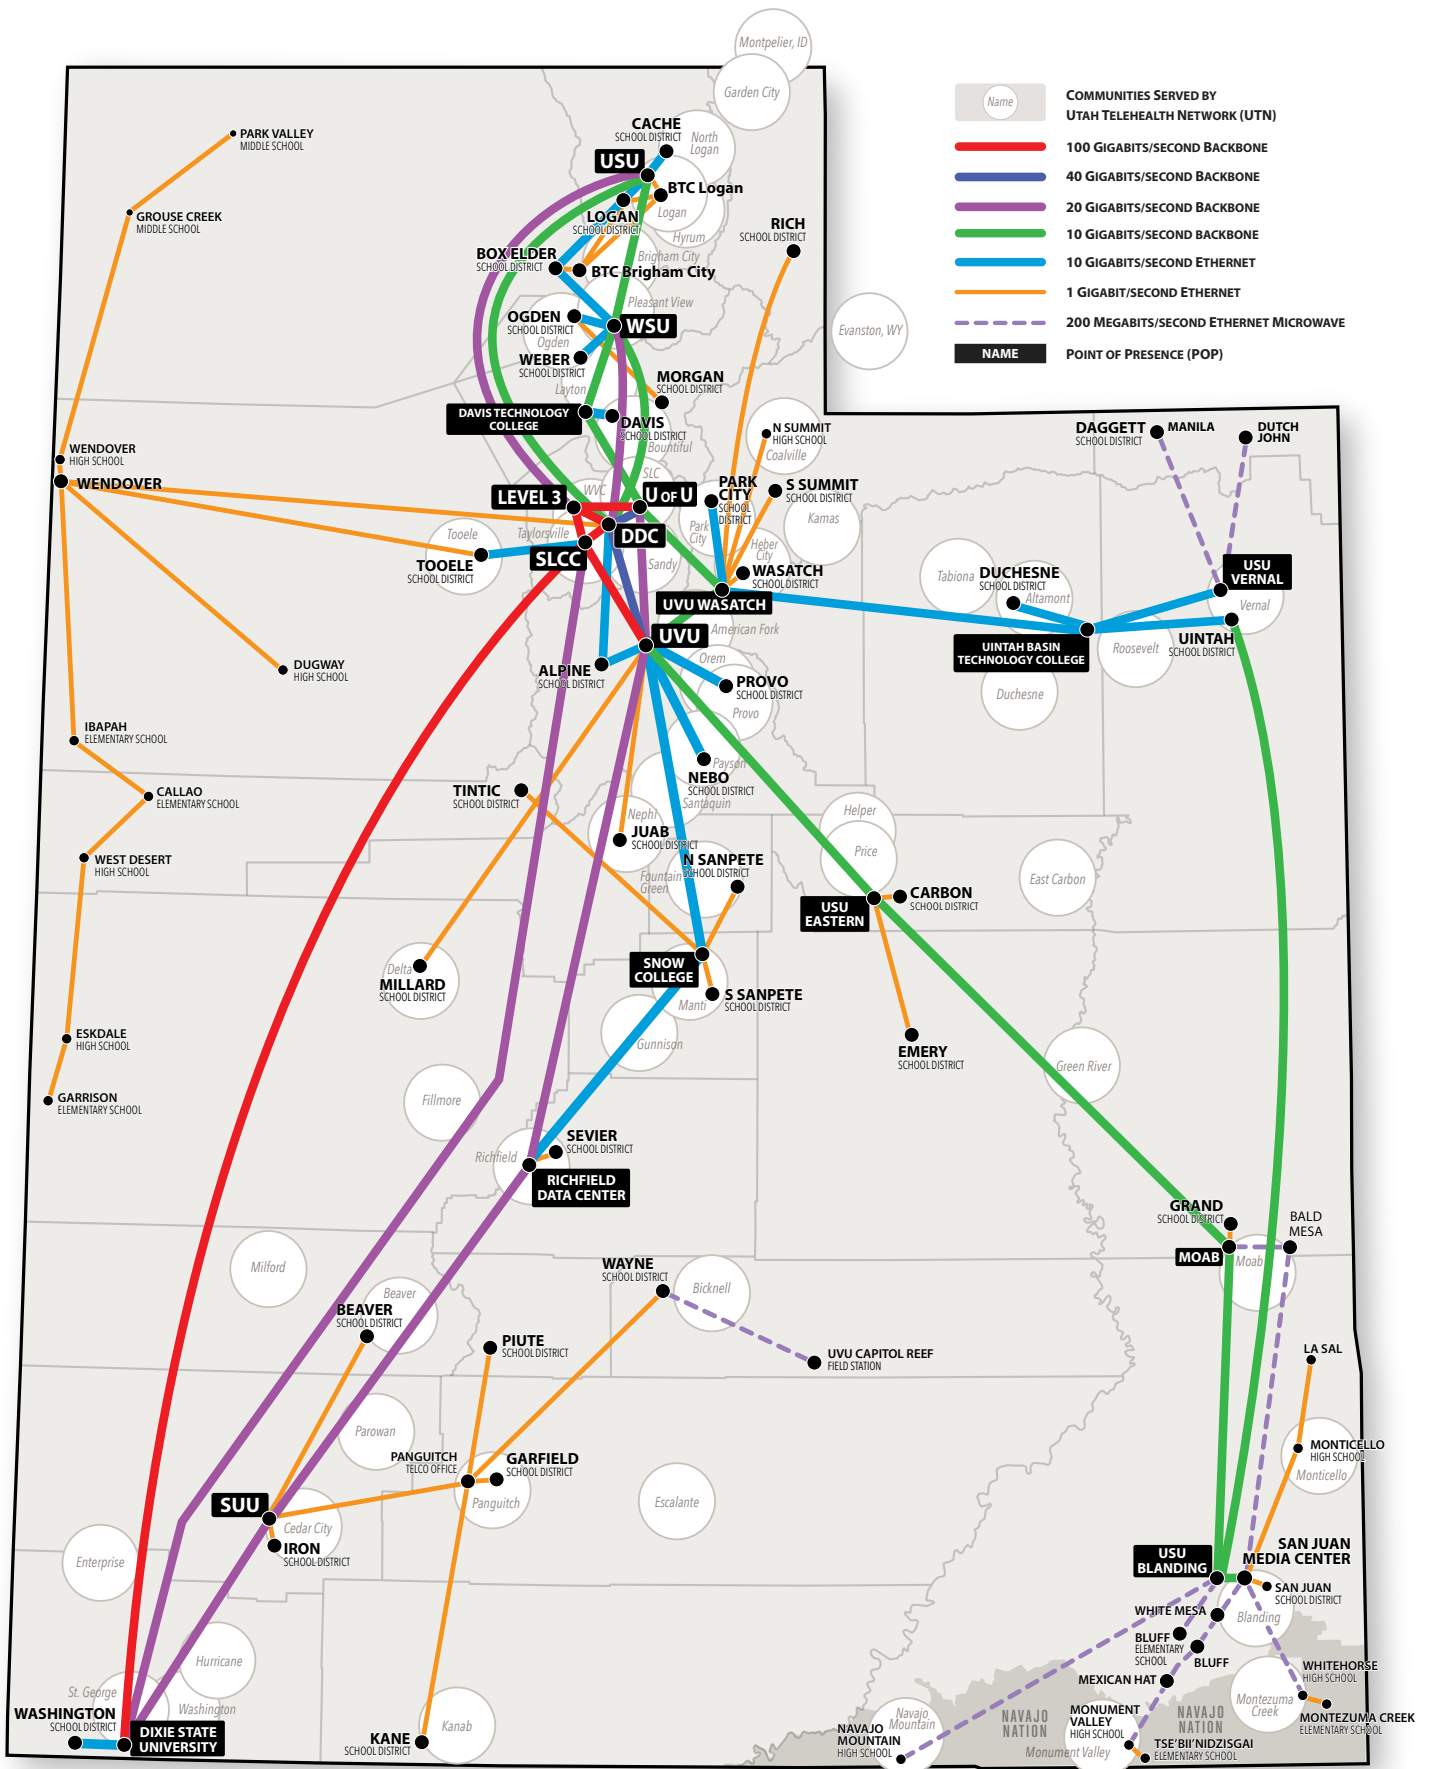 Montpelier, ID
Garden City
Name
COMMUNITIES SERVED BY
UTAH TELEHEALTH NETWORK (UTN)
100 GIGABITS/SECOND BACKBONE
40 GIGABITS/SECOND BACKBONE
20 GIGABITS/SECOND BACKBONE
10 GIGABITS/SECOND BACKBONE
10 GIGABITS/SECOND ETHERNET
1 GIGABIT/SECOND ETHERNET
200 MEGABITS/SECOND ETHERNET MICROWAVE
NAME
POINT OF PRESENCE (POP)
PARK VALLEY
MIDDLE SCHOOL
GROUSE CREEK
MIDDLE SCHOOL
CACHE
SCHOOL DISTRICT
North
Logan
USU
BTC Logan
LOGAN
SCHOOL DISTRICT
Logan
Hyrum
RICH
SCHOOL DISTRICT
BOX ELDER
SCHOOL DISTRICT
Brigham City
BTC Brigham City
Pleasant View
OGDEN
SCHOOL DISTRICT
Ogden
WSU
Evanston, WY
WEBER
SCHOOL DISTRICT
MORGAN
SCHOOL DISTRICT
Layton
DAVIS TECHNOLOGY
COLLEGE
DAVIS
SCHOOL DISTRICT
Bountiful
N SUMMIT
HIGH SCHOOL
Coalville
DAGGETT
SCHOOL DISTRICT
MANILA
DUTCH
JOHN
WENDOVER
HIGH SCHOOL
WENDOVER
SLC
WVC
LEVEL 3
U OF U
PARK
CITY
SCHOOL
DISTRICT
S SUMMIT
SCHOOL DISTRICT
Kamas
Park
City
Heber
City
Tooele
Taylorsville
DDC
SLCC
TOOELE
SCHOOL DISTRICT
Sandy
WASATCH
SCHOOL DISTRICT
UVU WASATCH
Tabiona
DUCHESNE
SCHOOL DISTRICT
Altamont
USU
VERNAL
Vernal
American Fork
UVU
UINTAH BASIN
TECHNOLOGY COLLEGE
Roosevelt
UINTAH
SCHOOL DISTRICT
DUGWAY
HIGH SCHOOL
ALPINE
SCHOOL DISTRICT
Orem
PROVO
SCHOOL DISTRICT
Provo
Duchesne
IBAPAH
ELEMENTARY SCHOOL
Payson
NEBO
SCHOOL DISTRICT
Santaquin
CALLAO
ELEMENTARY SCHOOL
TINTIC
SCHOOL DISTRICT
Nephi
JUAB
SCHOOL DISTRICT
Helper
Price
WEST DESERT
HIGH SCHOOL
N SANPETE
SCHOOL DISTRICT
Fountain
Green
East Carbon
USU
EASTERN
CARBON
SCHOOL DISTRICT
SNOW
COLLEGE
Delta
MILLARD
SCHOOL DISTRICT
Manti
S SANPETE
SCHOOL DISTRICT
ESKDALE
HIGH SCHOOL
Gunnison
EMERY
SCHOOL DISTRICT
Green River
GARRISON
ELEMENTARY SCHOOL
Fillmore
SEVIER
SCHOOL DISTRICT
Richfield
RICHFIELD
DATA CENTER
GRAND
SCHOOL DISTRICT
BALD
MESA
MOAB
Moab
Milford
WAYNE
SCHOOL DISTRICT
Bicknell
Beaver
BEAVER
SCHOOL DISTRICT
PIUTE
SCHOOL DISTRICT
UVU CAPITOL REEF
FIELD STATION
LA SAL
Parowan
PANGUITCH
TELCO OFFICE
GARFIELD
SCHOOL DISTRICT
Panguitch
Escalante
MONTICELLO
HIGH SCHOOL
Monticello
SUU
Cedar City
IRON
SCHOOL DISTRICT
Enterprise
USU
BLANDING
SAN JUAN
MEDIA CENTER
SAN JUAN
SCHOOL DISTRICT
WHITE MESA
Blanding
BLUFF
ELEMENTARY
SCHOOL
BLUFF
Hurricane
MEXICAN HAT
WHITEHORSE
HIGH SCHOOL
St. George
Washington
WASHINGTON
SCHOOL DISTRICT
DIXIE STATE
UNIVERSITY
KANE
SCHOOL DISTRICT
Kanab
Navajo
Mountain
NAVAJO
MOUNTAIN
HIGH SCHOOL
NAVAJO
NATION
MONUMENT
VALLEY
HIGH SCHOOL
Monument Valley
NAVAJO
NATION
Montezuma
Creek
MONTEZUMA CREEK
ELEMENTARY SCHOOL
TSE'BII'NIDZISGAI
ELEMENTARY SCHOOL